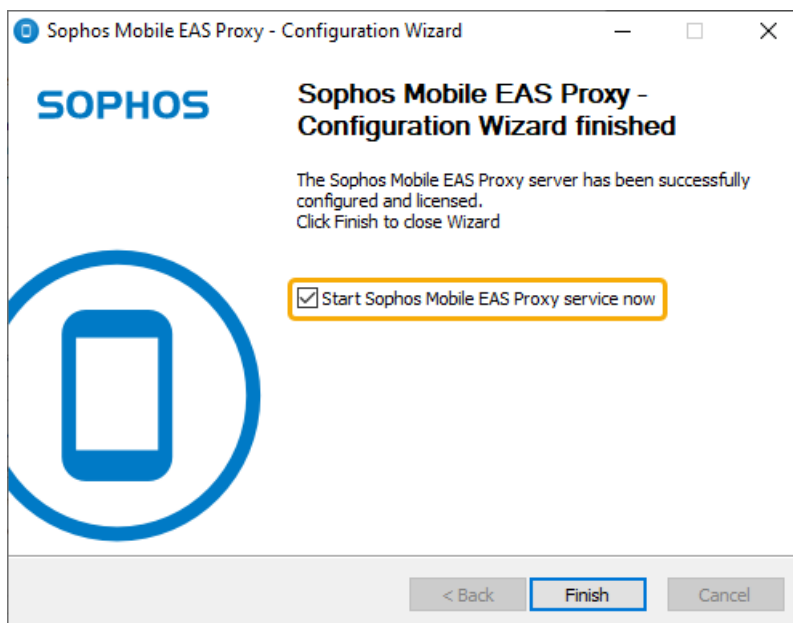 Sophos Mobile EAS Proxy - Configuration Wizard
SOPHOS
Sophos Mobile EAS Proxy -
Configuration Wizard finished
The Sophos Mobile EAS Proxy server has been successfully
configured and licensed.
Click Finish to close Wizard
Start Sophos Mobile EAS Proxy service now
< Back
Finish
Cancel